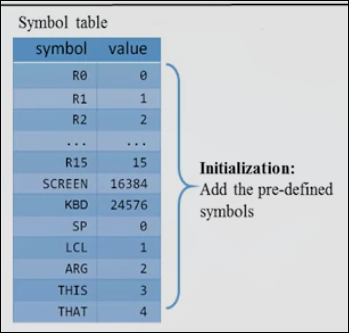 Symbol table
symbol value
R0 0
R1 1
R2 2
... ...
R15 15
SCREEN 16384
KBD 24576
SP 0
LCL 1
ARG 2
THIS 3
THAT 4
Initialization:
Add the pre-defined
symbols